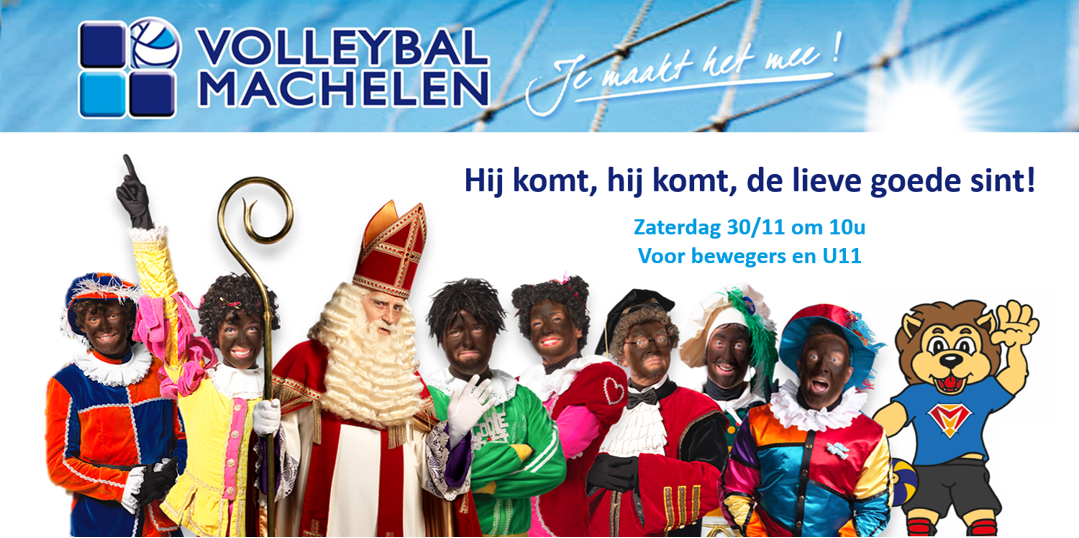 VOLLEYBAL
MACHELEN
Je maakt het mee !
Hij komt, hij komt, de lieve goede sint!
Zaterdag 30/11 om 10u
Voor bewegers en U11